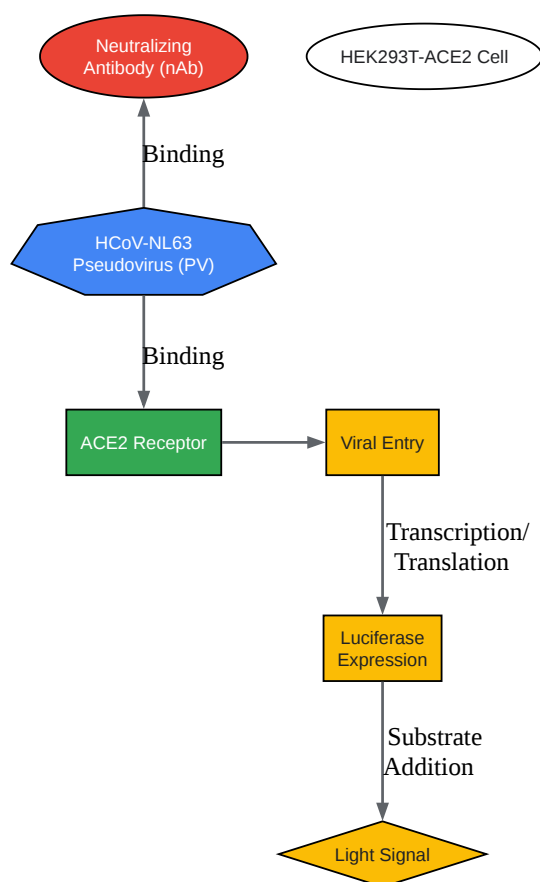 Neutralizing
Antibody (nAb)
HEK293T-ACE2 Cell
Binding
HCoV-NL63
Pseudovirus (PV)
Binding
ACE2 Receptor
Viral Entry
Transcription/
Translation
Luciferase
Expression
Substrate
Addition
Light Signal